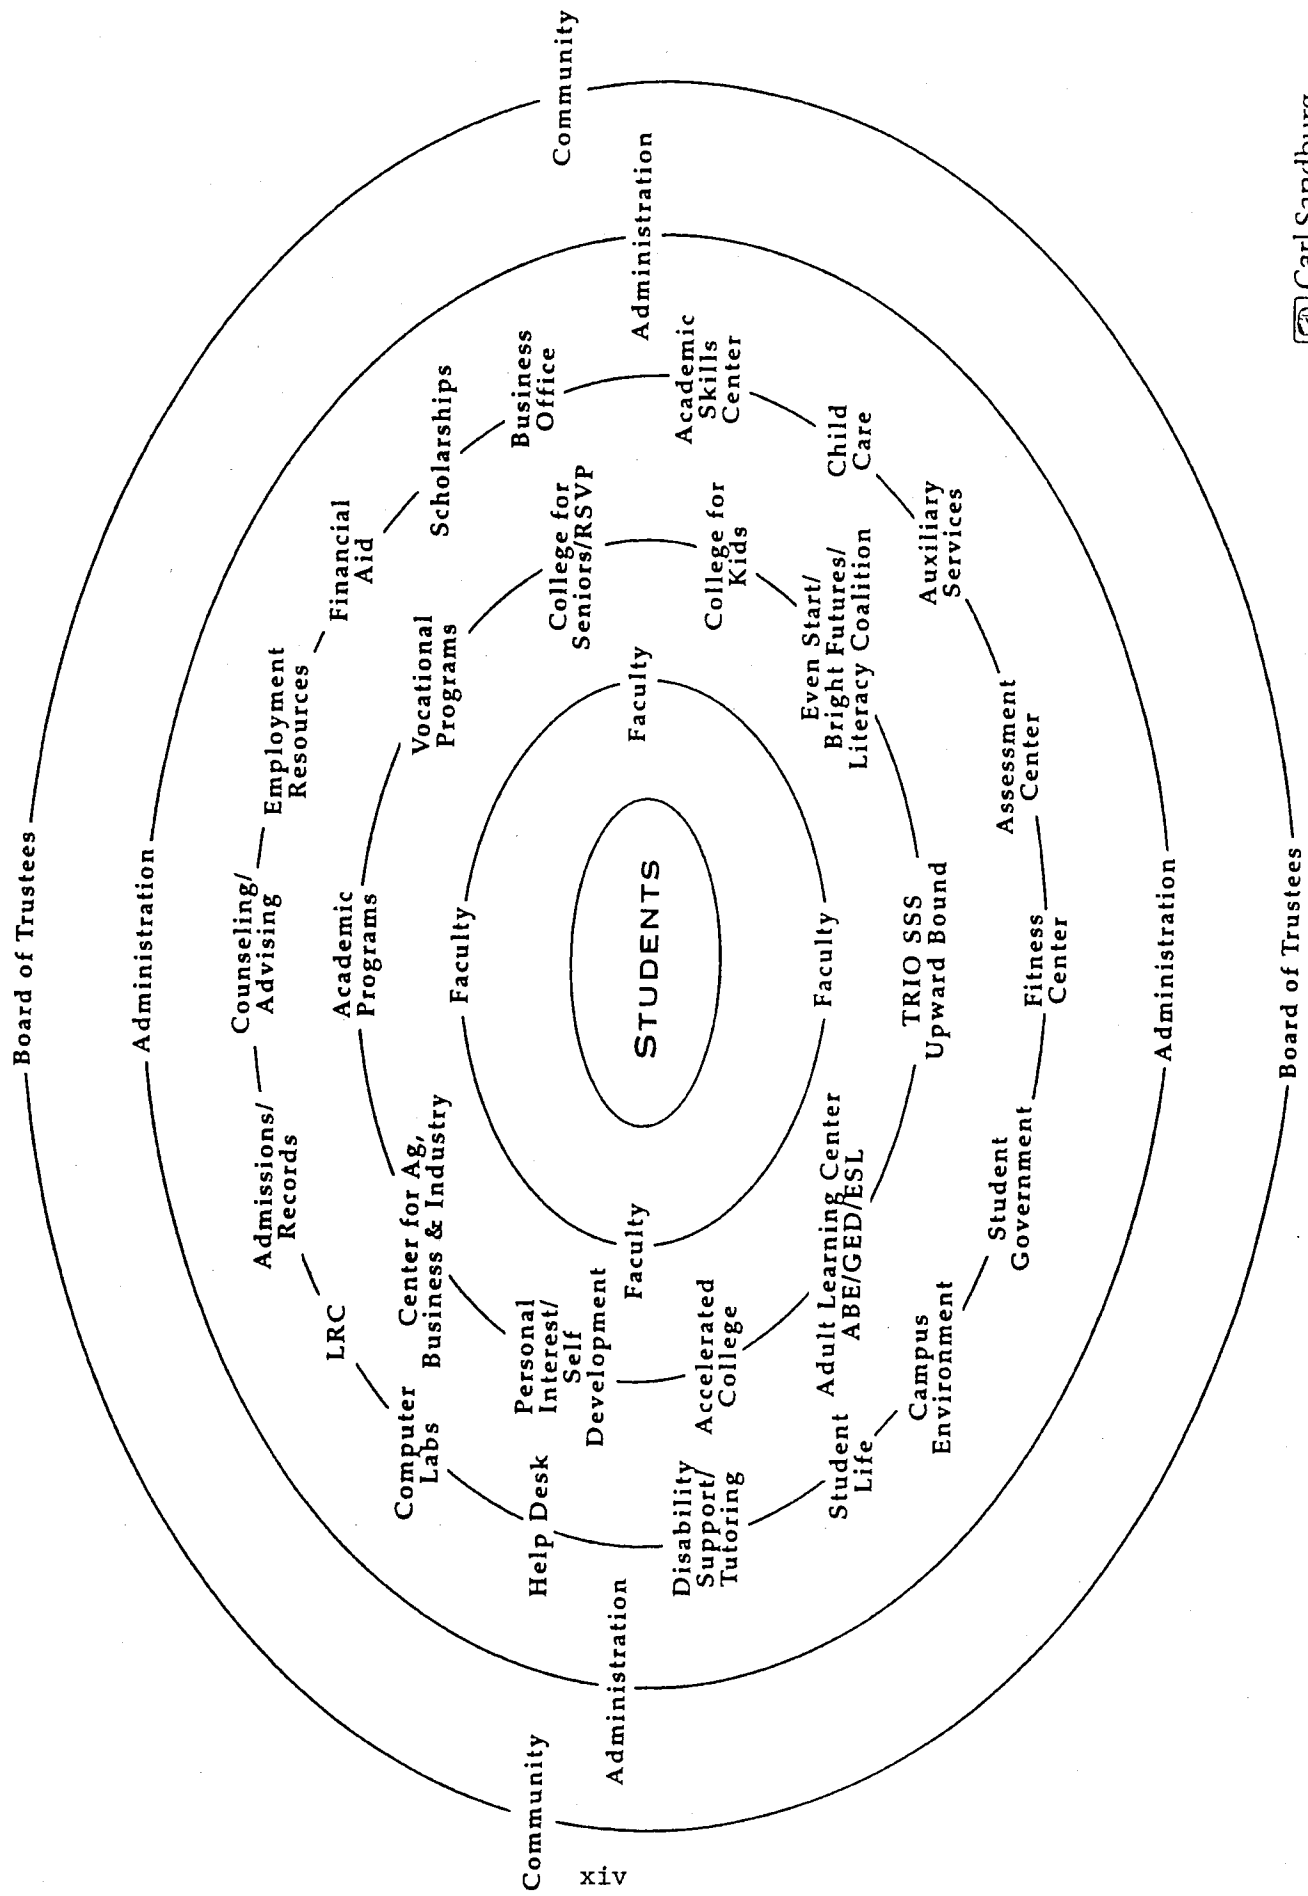 Board of Trustees
Administration
Counseling/
Advising
Admissions/
Records
Employment
Resources
LRC
Financial
Aid
Computer
Labs
Scholarships
Help Desk
Business
Office
Disability
Support/
Tutoring
Academic
Skills
Center
Student
Life
Child
Care
Campus
Environment
Auxiliary
Services
Student
Government
Assessment
Center
Fitness
Center
Academic
Programs
Center for Ag,
Business & Industry
Vocational
Programs
Personal
Interest/
Self
Development
College for
Seniors/RSVP
Accelerated
College
College for
Kids
Adult Learning Center
ABE/GED/ESL
Even Start/
Bright Futures/
Literacy Coalition
TRIO SSS
Upward Bound
Faculty
Faculty
STUDENTS
Faculty
Faculty
Community
Community
Administration
Administration
Administration
Board of Trustees
Carl Sandburg
xiv